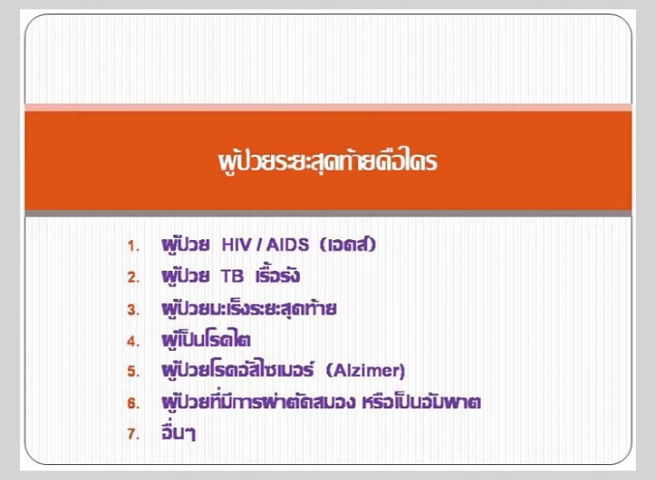 ผู้ป่วยระยะสุดท้ายคือใคร
1. ผู้ป่วย HIV / AIDS (เอดส์)
2. ผู้ป่วย TB เรื้อรัง
3. ผู้ป่วยมะเร็งระยะสุดท้าย
4. ผู้เป็นโรคไต
5. ผู้ป่วยโรคอัลไซเมอร์ (Alzimer)
6. ผู้ป่วยที่มีการผ่าตัดสมอง หรือเป็นอัมพาต
7. อื่นๆ